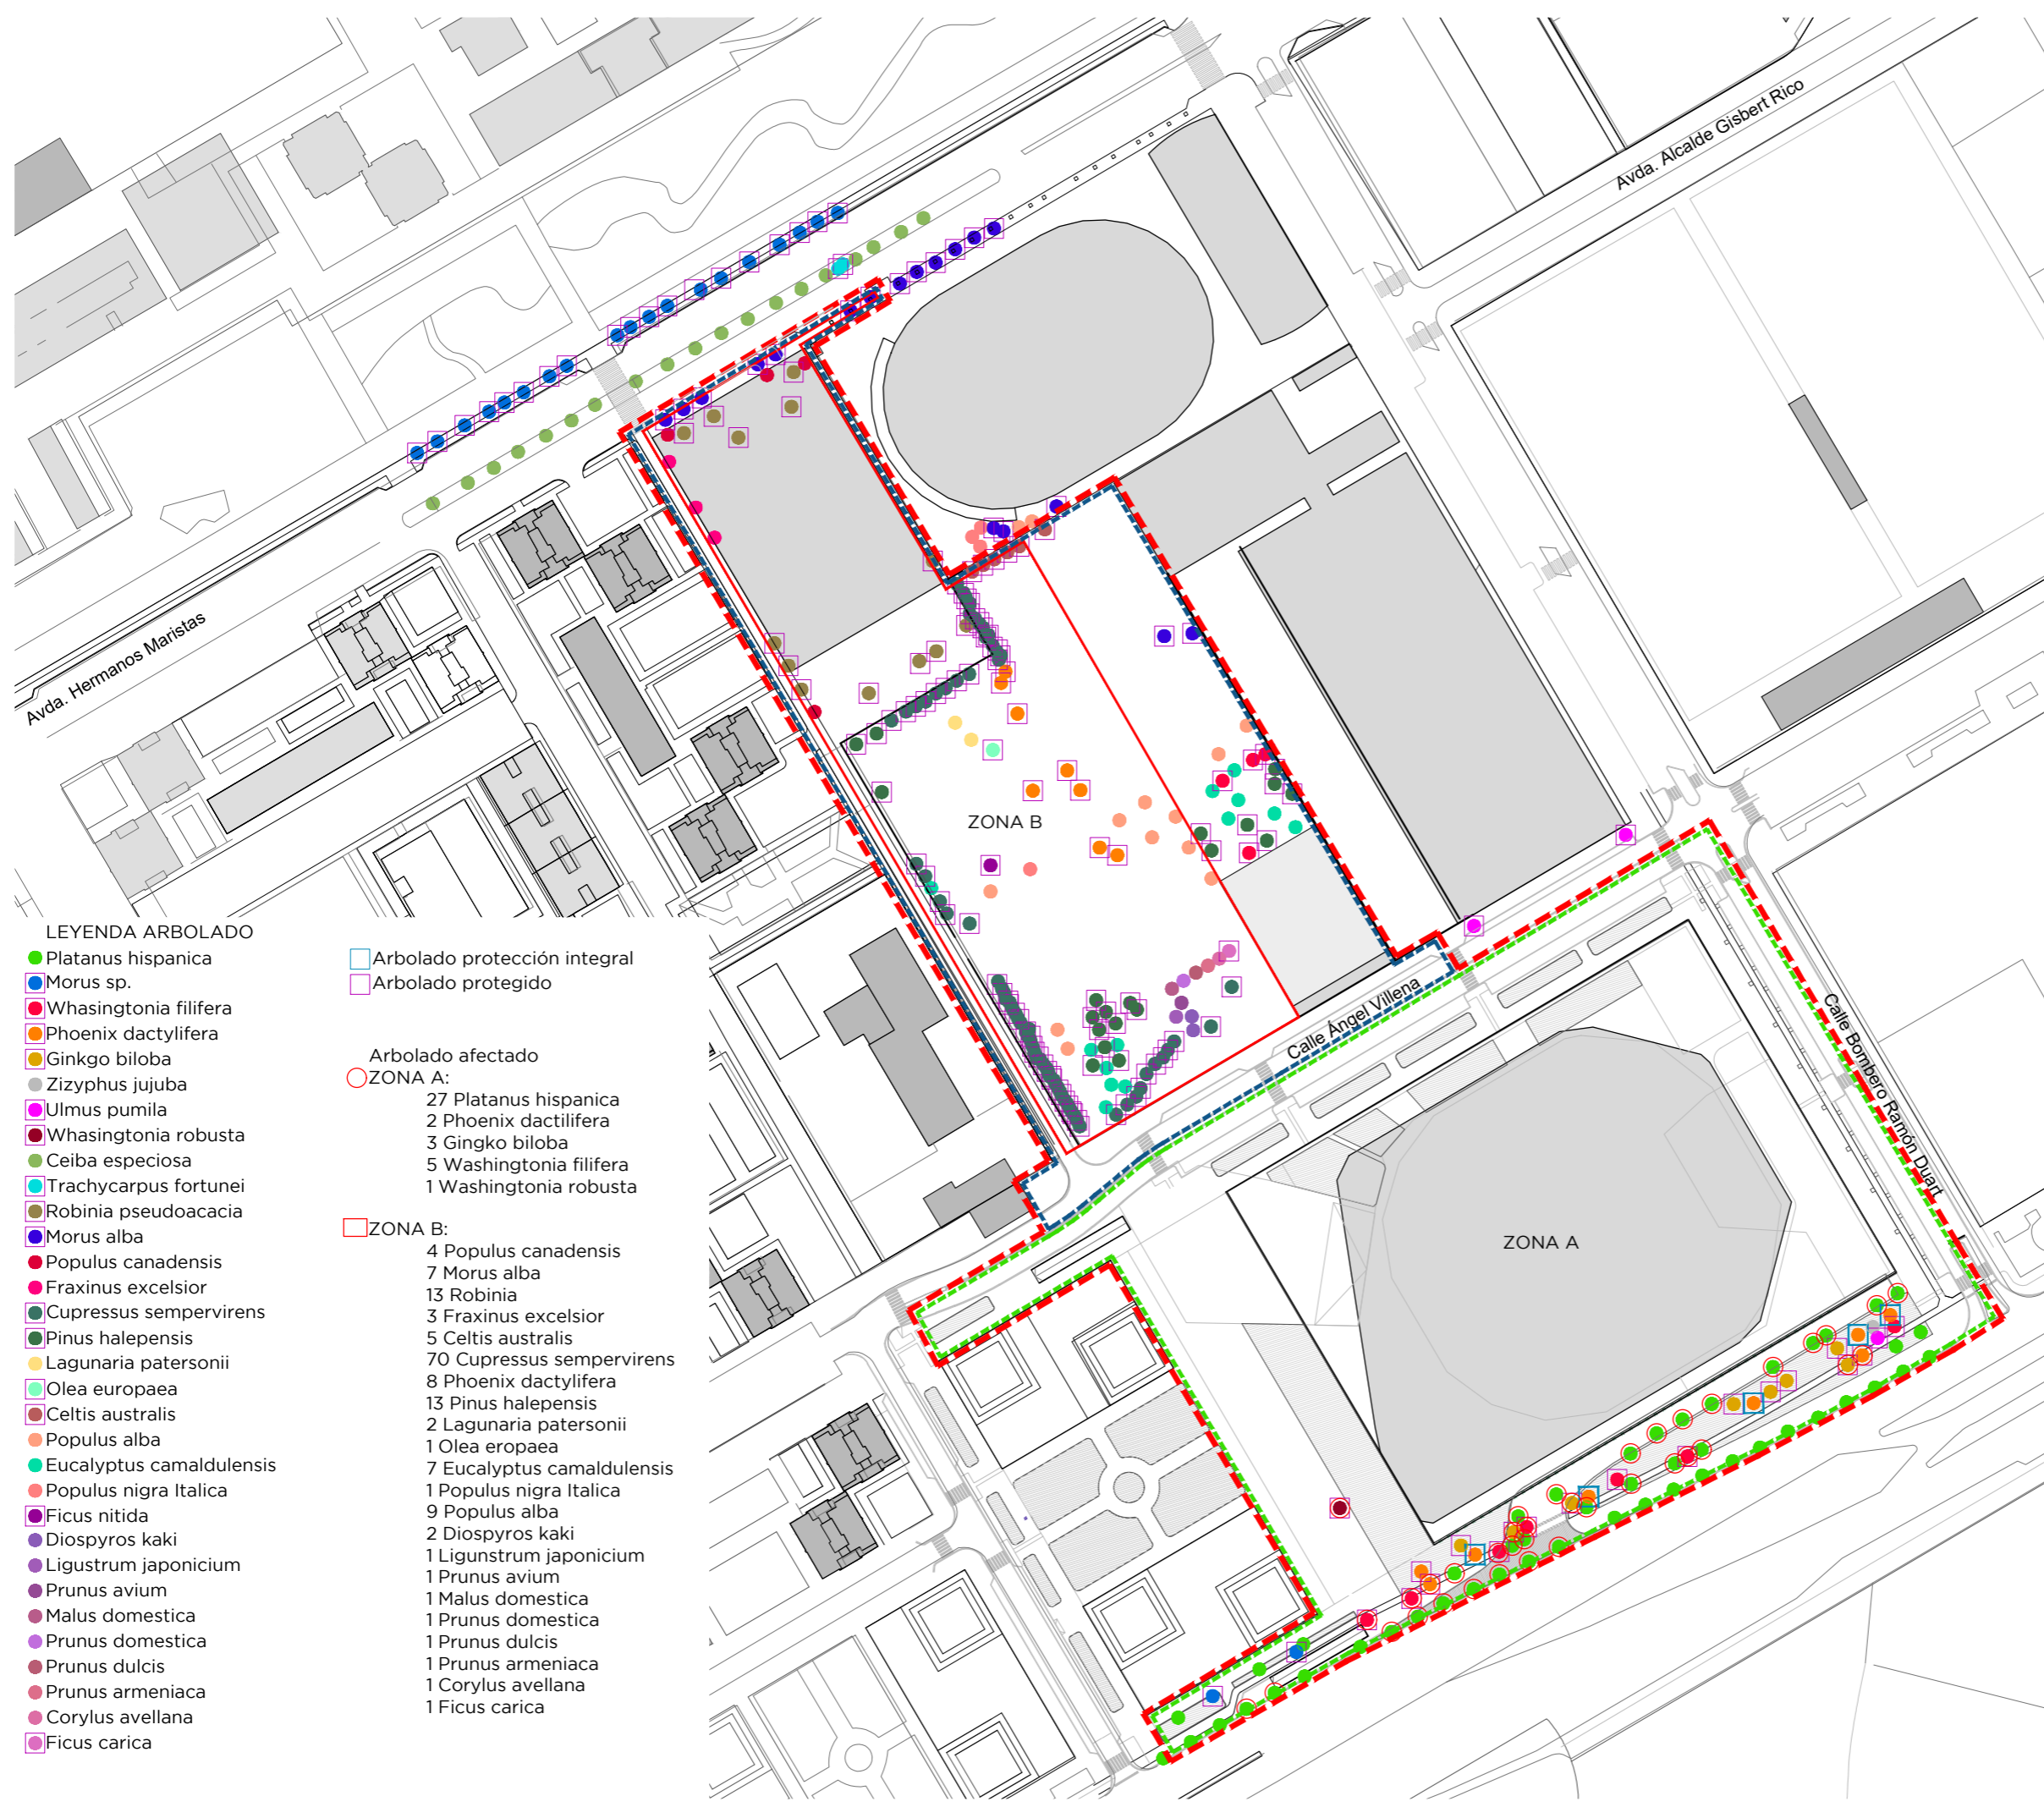 Avda. Alcalde Gisbert Rico
Avda. Hermanos Maristas
ZONA B
Calle Ángel Villena
Calle Bombero Ramón Duart
ZONA A
LEYENDA ARBOLADO
Platanus hispanica
Morus sp.
Whasingtonia filifera
Phoenix dactylifera
Ginkgo biloba
Zizyphus jujuba
Ulmus pumila
Whasingtonia robusta
Ceiba especiosa
Trachycarpus fortunei
Robinia pseudoacacia
Morus alba
Populus canadensis
Fraxinus excelsior
Cupressus sempervirens
Pinus halepensis
Lagunaria patersonii
Olea europaea
Celtis australis
Populus alba
Eucalyptus camaldulensis
Populus nigra Italica
Ficus nitida
Diospyros kaki
Ligustrum japonicium
Prunus avium
Malus domestica
Prunus domestica
Prunus dulcis
Prunus armeniaca
Corylus avellana
Ficus carica
Arbolado protección integral
Arbolado protegido
Arbolado afectado
ZONA A:
27 Platanus hispanica
2 Phoenix dactilifera
3 Gingko biloba
5 Washingtonia filifera
1 Washingtonia robusta
ZONA B:
4 Populus canadensis
7 Morus alba
13 Robinia
3 Fraxinus excelsior
5 Celtis australis
70 Cupressus sempervirens
8 Phoenix dactylifera
13 Pinus halepensis
2 Lagunaria patersonii
1 Olea eropaea
7 Eucalyptus camaldulensis
1 Populus nigra Italica
9 Populus alba
2 Diospyros kaki
1 Ligunstrum japonicium
1 Prunus avium
1 Malus domestica
1 Prunus domestica
1 Prunus dulcis
1 Prunus armeniaca
1 Corylus avellana
1 Ficus carica